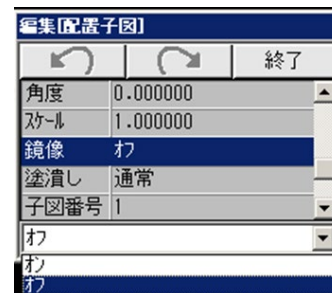 編集[配置子図]
終了
角度 0.000000
ｽｹｰﾙ 1.000000
鏡像 ｵﾌ
塗潰し 通常
子図番号 1
ｵﾌ
ｵﾝ
ｵﾌ